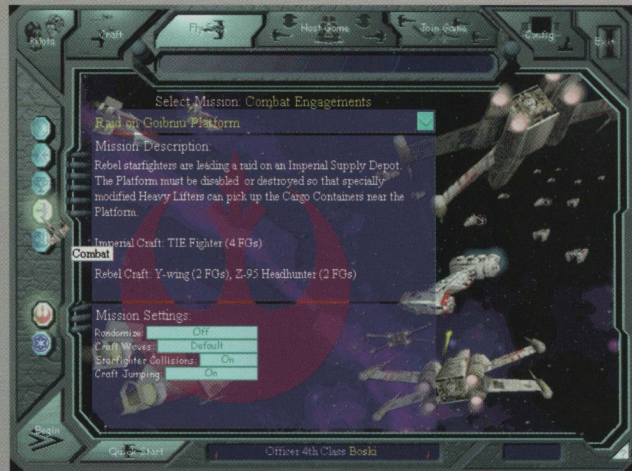 Pilots
Craft
Fly
Host Game
Join Game
Config
Exit
Select Mission: Combat Engagements
Raid on Goibniu Platform
Mission Description:
Rebel starfighters are leading a raid on an Imperial Supply Depot.
The Platform must be disabled or destroyed so that specially
modified Heavy Lifters can pick up the Cargo Containers near the
Platform.
Imperial Craft: TIE Fighter (4 FGs)
Combat
Rebel Craft: Y-wing (2 FGs), Z-95 Headhunter (2 FGs)
Mission Settings:
Randomize: Off
Craft Waves: Default
Starfighter Collisions: On
Craft Jumping: On
Begin
Quick Start
Officer 4th Class Boski